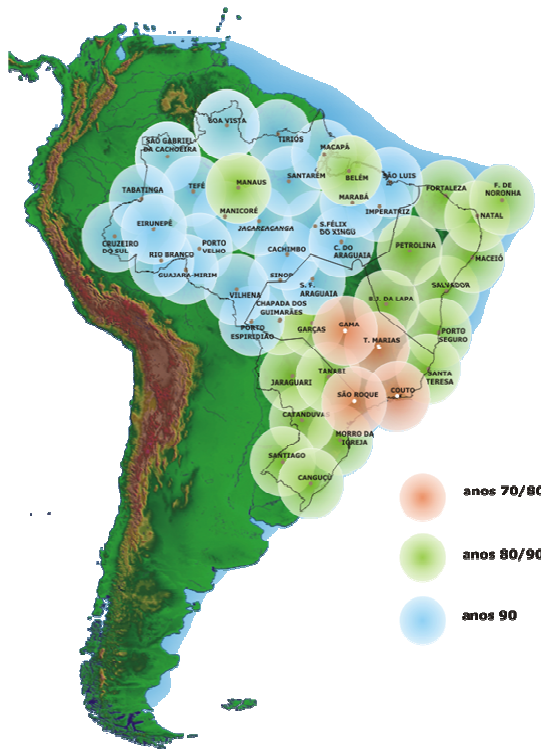 BOA VISTA
TIRIÓS
SÃO GABRIEL
DA CACHOEIRA
MACAPÁ
SANTARÉM
BELÉM
SÃO LUIS
TABATINGA
TEFÉ
MANAUS
MARABÁ
FORTALEZA
F. DE
NORONHA
IMPERATRIZ
NATAL
MANICORÉ
EIRUNEPÊ
JACAREACANGA
S.FÉLIX
DO XINGU
CRUZEIRO
DO SUL
PORTO
VELHO
CACHIMBO
C. DO
ARAGUAIA
PETROLINA
MACEIÓ
RIO BRANCO
GUAJARÁ-MIRIM
SINOP
S. F.
ARAGUAIA
SALVADOR
VILHENA
CHAPADA DOS
GUIMARÃES
B.J. DA LAPA
PORTO
ESPIRIDIÃO
GARÇAS
GAMA
T. MARIAS
PORTO
SEGURO
TANABI
SANTA
TERESA
JARAGUARI
SÃO ROQUE
COUTO
CATANDUVAS
MORRO DA
IGREJA
SANTIAGO
CANGUÇU
anos 70/80
anos 80/90
anos 90